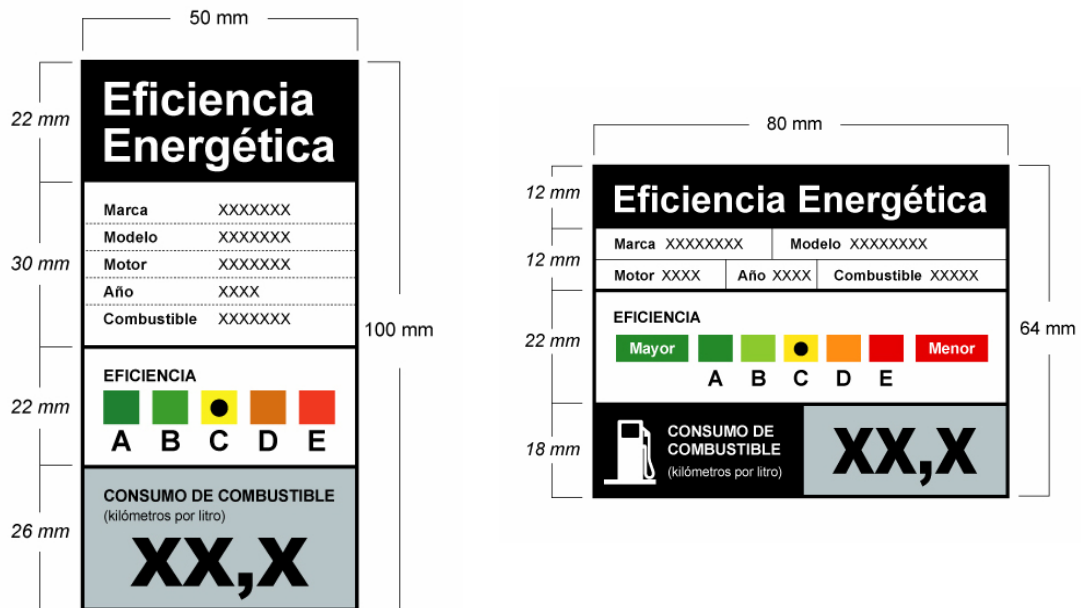 50 mm
22 mm
Eficiencia
Energética
30 mm
Marca XXXXXXX
Modelo XXXXXXX
Motor XXXXXXX
Año XXXX
Combustible XXXXXXX
100 mm
22 mm
EFICIENCIA
A B C D E
26 mm
CONSUMO DE COMBUSTIBLE
(kilómetros por litro)
XX,X
80 mm
12 mm
Eficiencia Energética
12 mm
Marca XXXXXXXX Modelo XXXXXXXX
Motor XXXX Año XXXX Combustible XXXXX
64 mm
22 mm
EFICIENCIA
Mayor Menor
A B C D E
18 mm
CONSUMO DE
COMBUSTIBLE
(kilómetros por litro)
XX,X